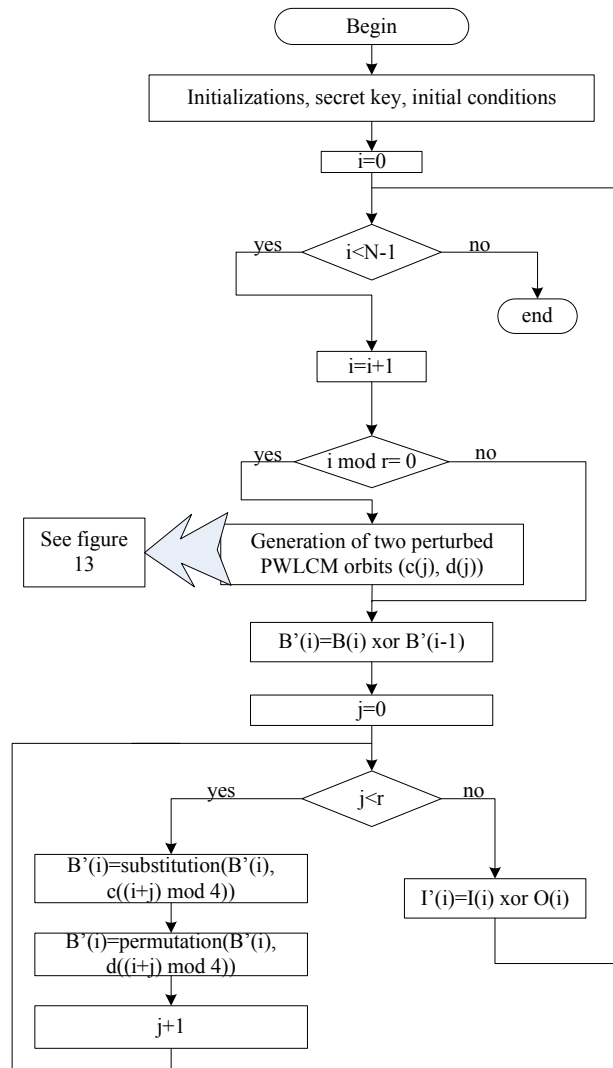 Begin
Initializations, secret key, initial conditions
i=0
yes
i<N-1
no
end
i=i+1
yes
i mod r= 0
no
See figure
13
Generation of two perturbed
PWLCM orbits (c(j), d(j))
B’(i)=B(i) xor B’(i-1)
j=0
yes
j<r
no
B’(i)=substitution(B’(i),
c((i+j) mod 4))
I’(i)=I(i) xor O(i)
B’(i)=permutation(B’(i),
d((i+j) mod 4))
j+1